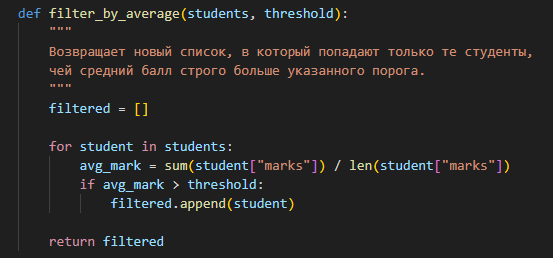 def filter_by_average(students, threshold):
    """
    Возвращает новый список, в который попадают только те студенты,
    чей средний балл строго больше указанного порога.
    """
    filtered = []

    for student in students:
        avg_mark = sum(student["marks"]) / len(student["marks"])
        if avg_mark > threshold:
            filtered.append(student)

    return filtered